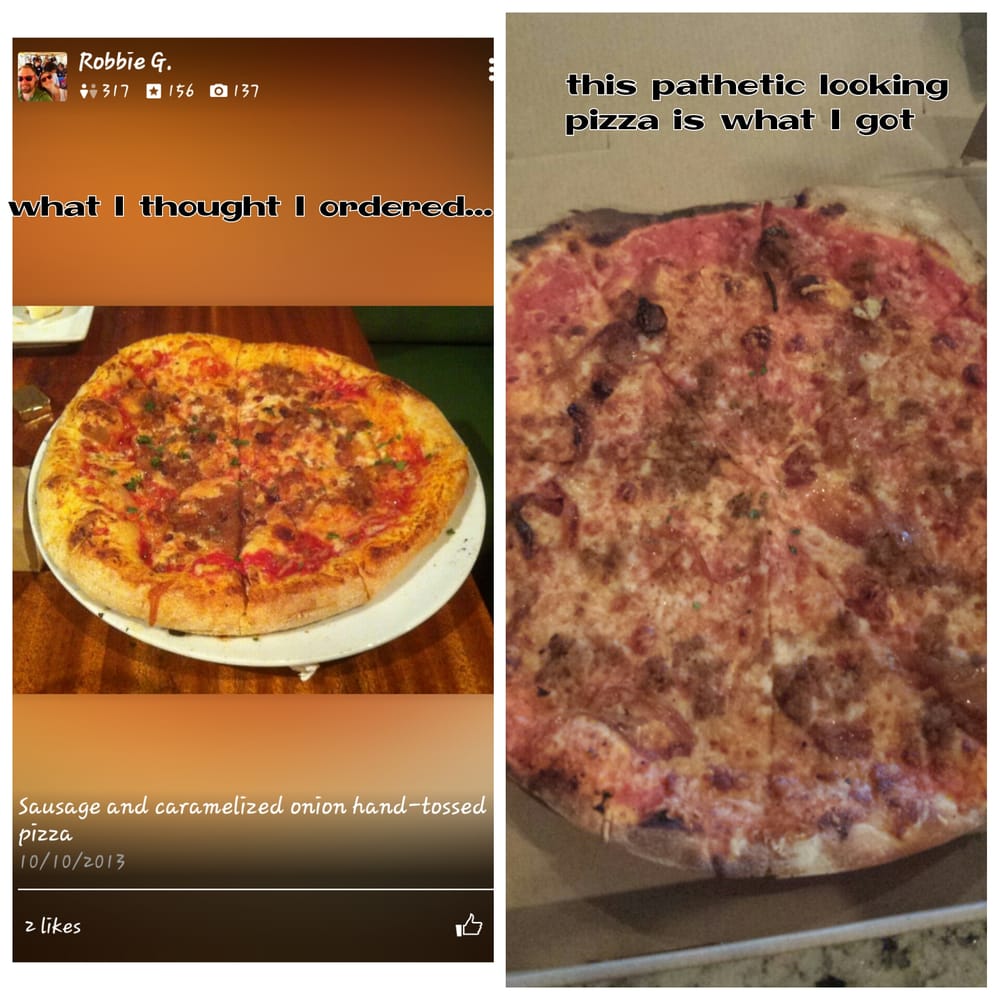 Robbie G.
317 156 137
what I thought I ordered...
Sausage and caramelized onion hand-tossed
pizza
10/10/2013
2 likes
this pathetic looking
pizza is what I got